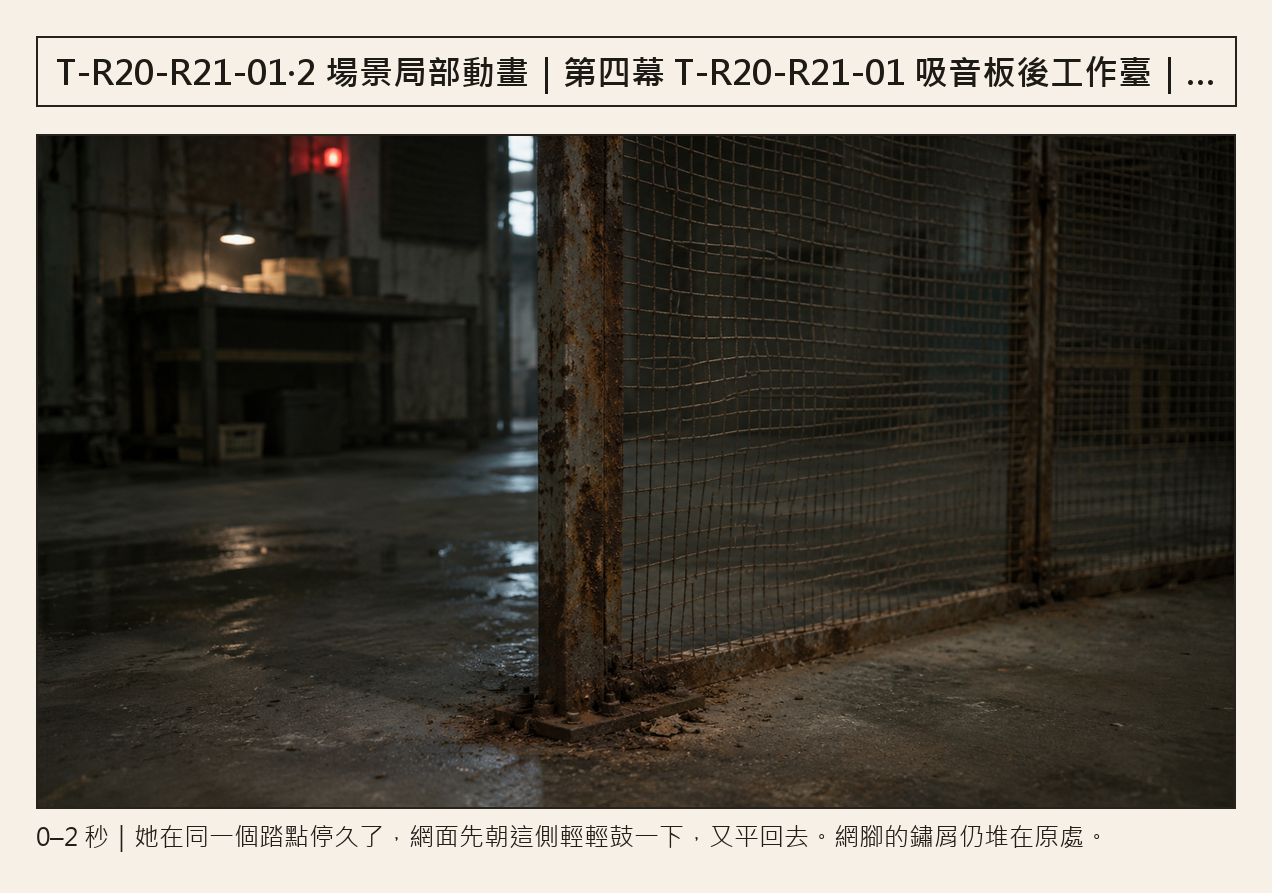 T-R20-R21-01·2 場景局部動畫｜第四幕 T-R20-R21-01 吸音板後工作臺｜...
0–2 秒｜她在同一個踏點停久了，網面先朝這側輕輕鼓一下，又平回去。網腳的鏽屑仍堆在原處。